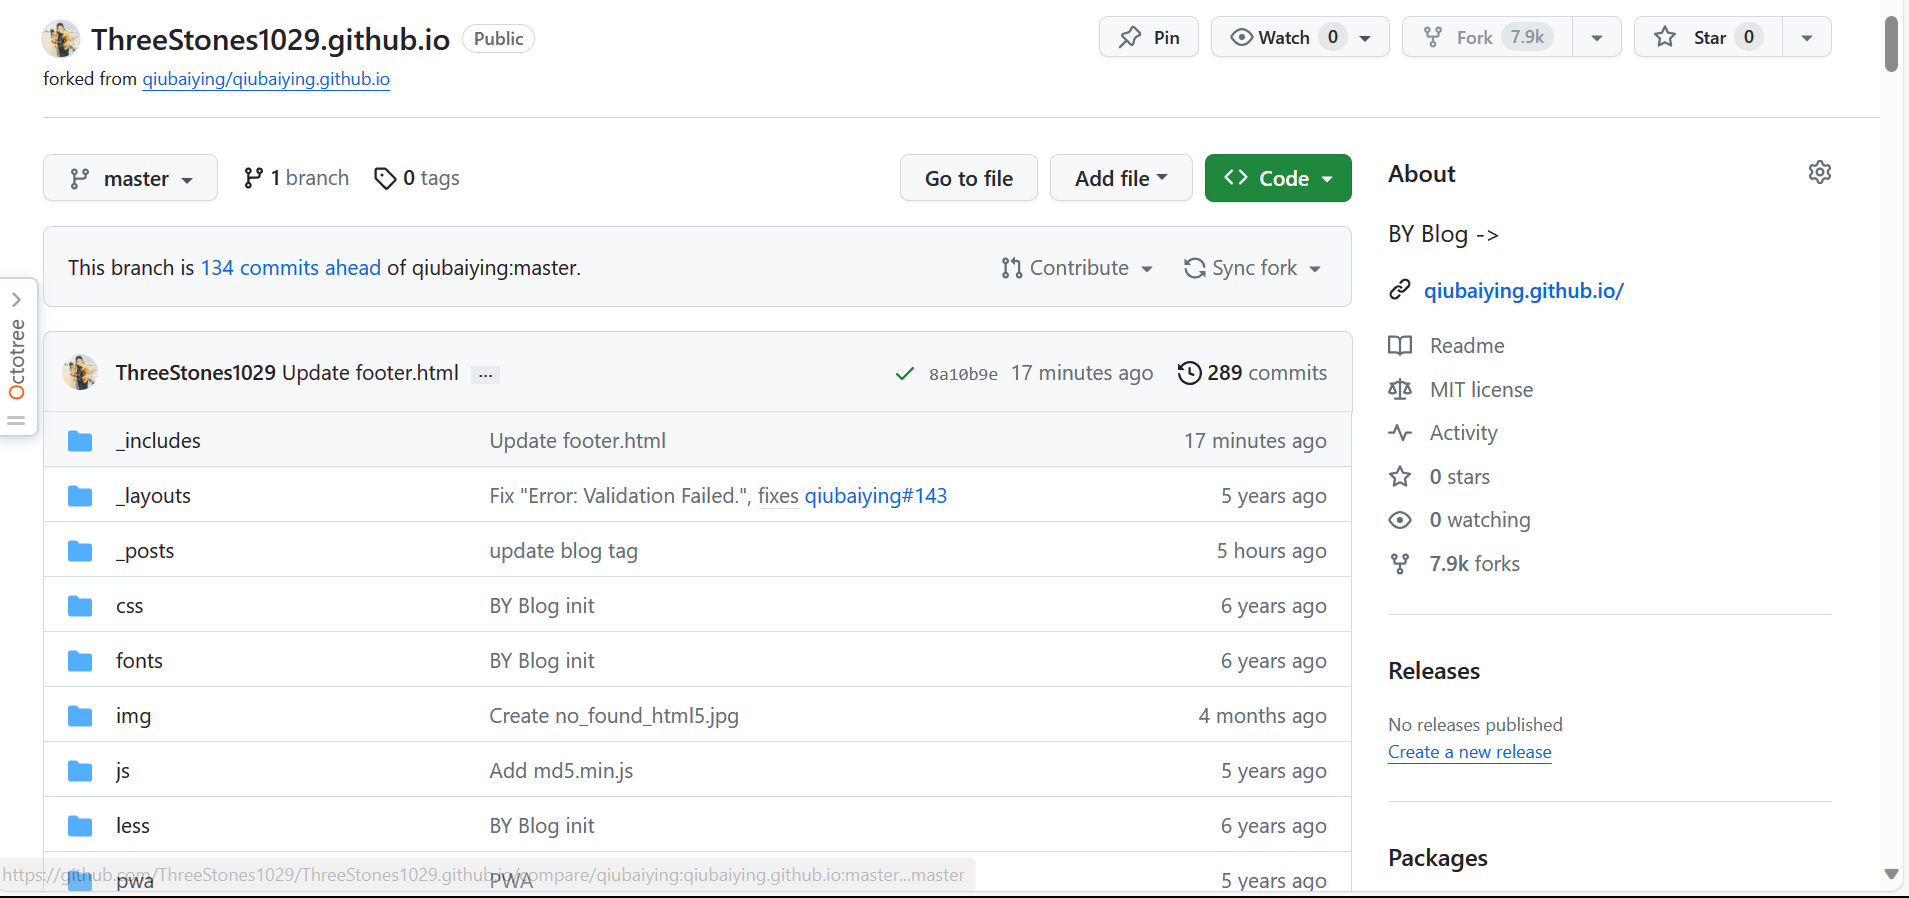 ThreeStones1029.github.io Public Pin Watch 0 Fork 7.9k Star 0
forked from qiubaiying/qiubaiying.github.io
master 1 branch 0 tags Go to file Add file Code
This branch is 134 commits ahead of qiubaiying:master. Contribute Sync fork
Octotree
ThreeStones1029 Update footer.html ... 8a10b9e 17 minutes ago 289 commits
_includes Update footer.html 17 minutes ago
_layouts Fix "Error: Validation Failed.", fixes qiubaiying#143 5 years ago
_posts update blog tag 5 hours ago
css BY Blog init 6 years ago
fonts BY Blog init 6 years ago
img Create no_found_html5.jpg 4 months ago
js Add md5.min.js 5 years ago
less BY Blog init 6 years ago
pwa PWA 5 years ago
https://github.com/ThreeStones1029/ThreeStones1029.github.io/compare/qiubaiying:qiubaiying.github.io:master...master
About
BY Blog ->
qiubaiying.github.io/
Readme
MIT license
Activity
0 stars
0 watching
7.9k forks
Releases
No releases published
Create a new release
Packages